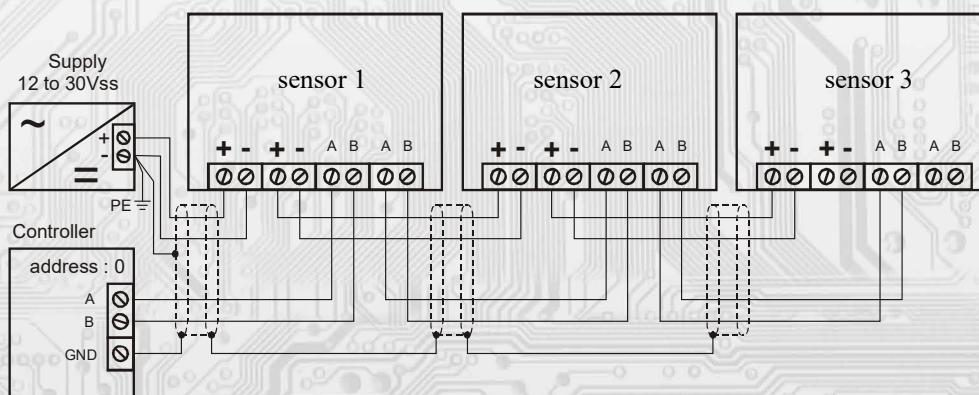 Supply
12 to 30Vss
sensor 1
sensor 2
sensor 3
~
+
-
=
PE
+ - + - A B A B
+ - + - A B A B
+ - + - A B A B
Controller
address : 0
A
B
GND